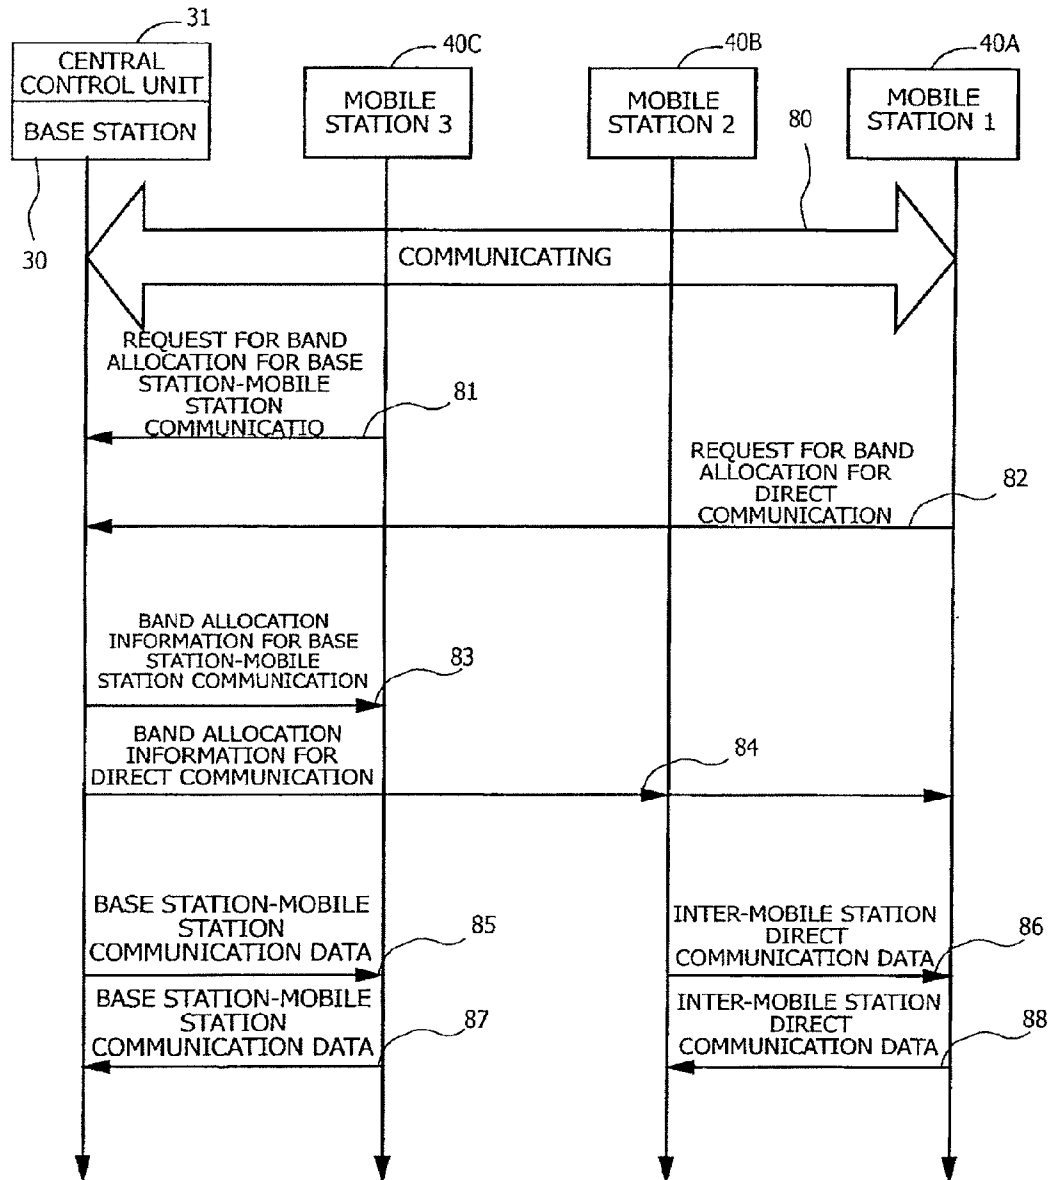 31
CENTRAL
CONTROL UNIT
BASE STATION
30
40C
MOBILE
STATION 3
40B
MOBILE
STATION 2
40A
MOBILE
STATION 1
80
COMMUNICATING
REQUEST FOR BAND
ALLOCATION FOR BASE
STATION-MOBILE
STATION
COMMUNICATIO
81
REQUEST FOR BAND
ALLOCATION FOR
DIRECT
COMMUNICATION
82
BAND ALLOCATION
INFORMATION FOR BASE
STATION-MOBILE
STATION COMMUNICATION
83
BAND ALLOCATION
INFORMATION FOR
DIRECT COMMUNICATION
84
BASE STATION-MOBILE
STATION
COMMUNICATION DATA
85
INTER-MOBILE STATION
DIRECT
COMMUNICATION DATA
86
BASE STATION-MOBILE
STATION
COMMUNICATION DATA
87
INTER-MOBILE STATION
DIRECT
COMMUNICATION DATA
88